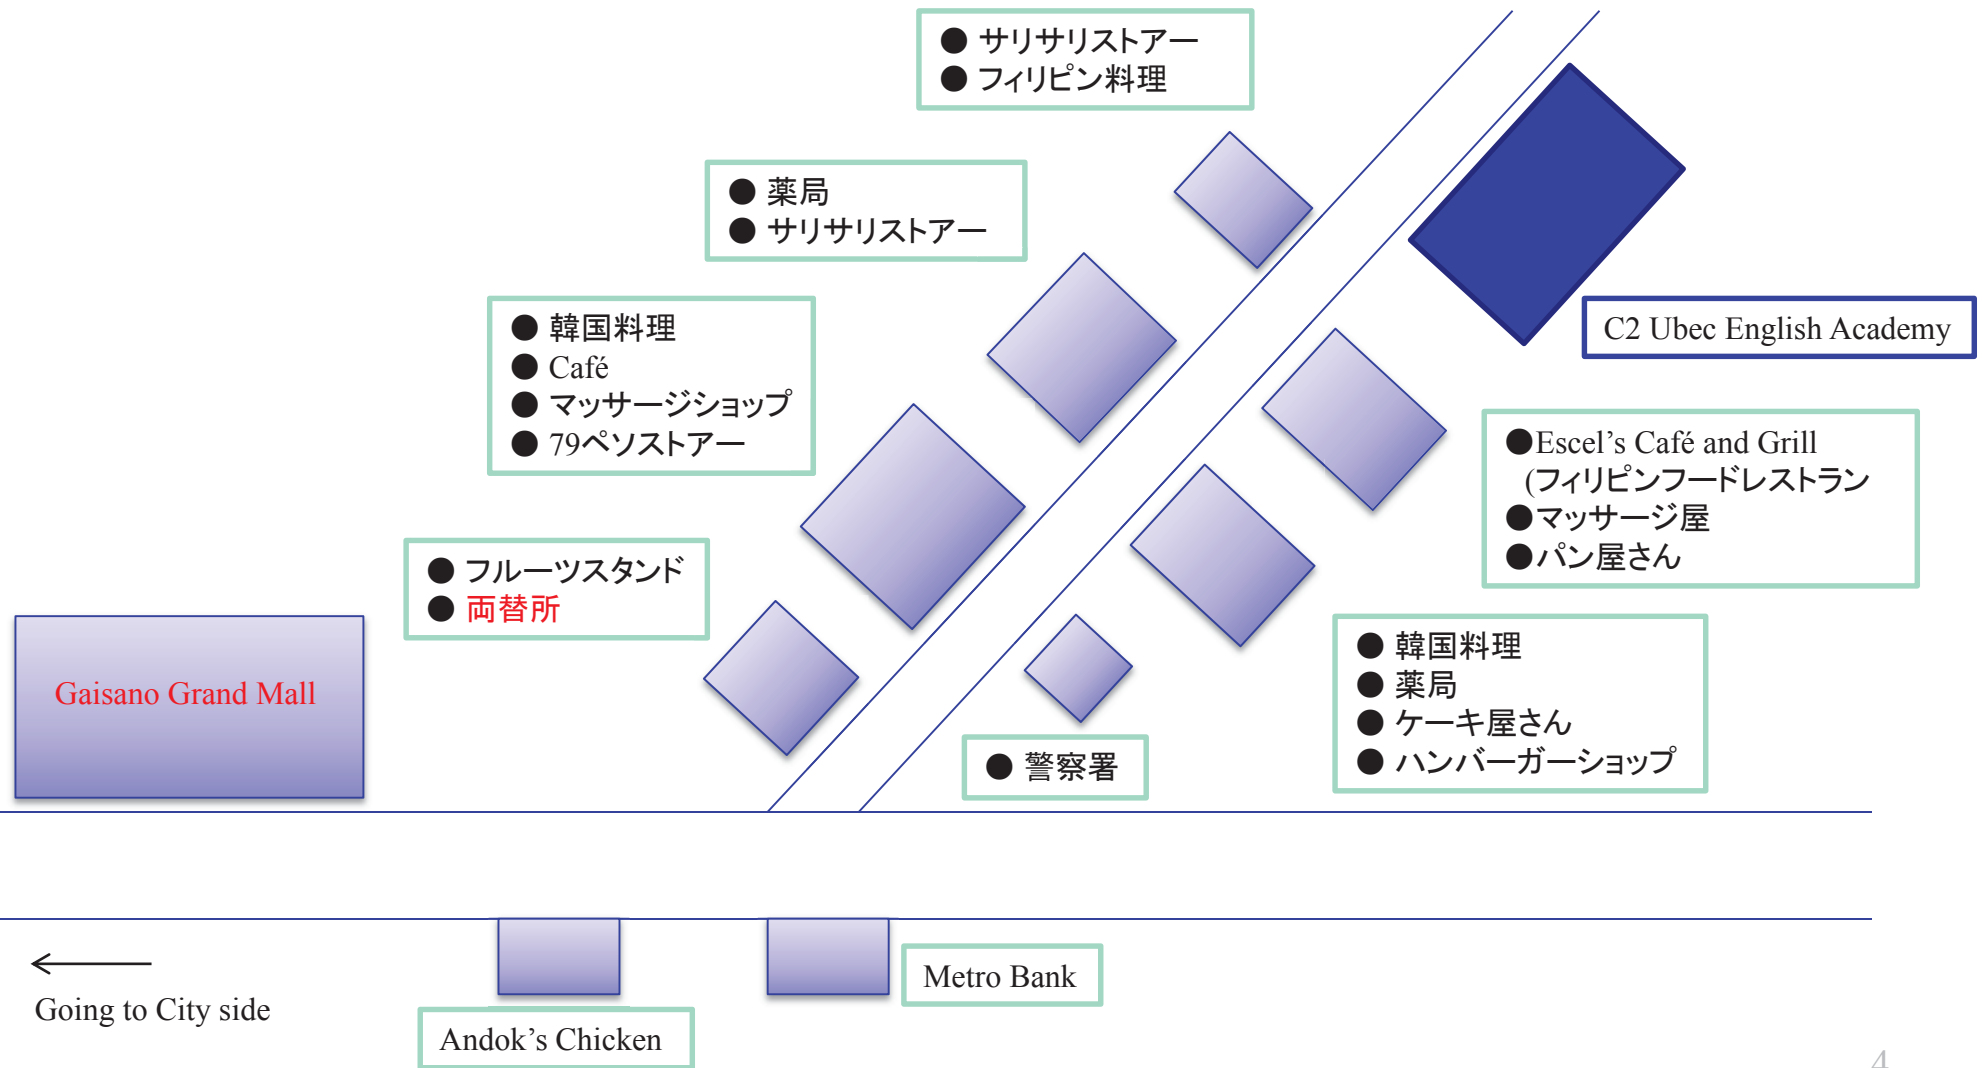 ● サリサリストアー
● フィリピン料理
● 薬局
● サリサリストアー
● 韓国料理
● Café
● マッサージショップ
● 79ペソストアー
C2 Ubec English Academy
●Escel’s Café and Grill
(フィリピンフードレストラン
●マッサージ屋
●パン屋さん
● フルーツスタンド
● 両替所
Gaisano Grand Mall
● 韓国料理
● 薬局
● ケーキ屋さん
● ハンバーガーショップ
● 警察署
Metro Bank
Going to City side
Andok’s Chicken
4